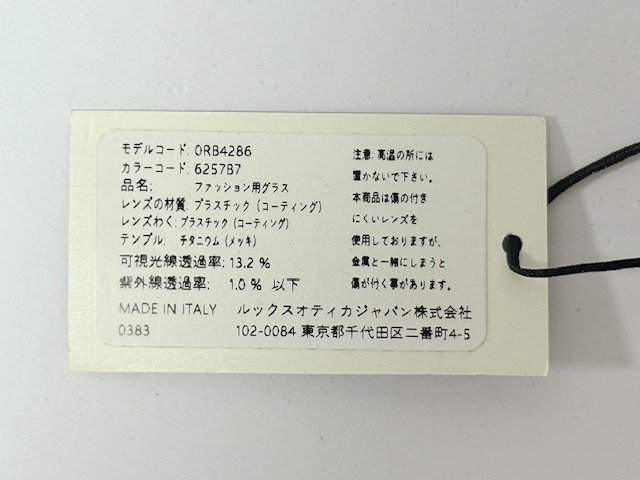 モデルコード: 0RB4286
カラーコード: 6257B7
品名: ファッション用グラス
レンズの材質: プラスチック (コーティング)
レンズわく: プラスチック (コーティング)
テンプル: チタニウム (メッキ)
可視光線透過率: 13.2 %
紫外線透過率: 1.0 % 以下
注意: 高温の所には
置かないで下さい。
本商品は傷の付き
にくいレンズを
使用しておりますが、
金属と一緒にしまうと
傷が付く事があります。
MADE IN ITALY ルックスオティカジャパン株式会社
0383 102-0084 東京都千代田区二番町4-5